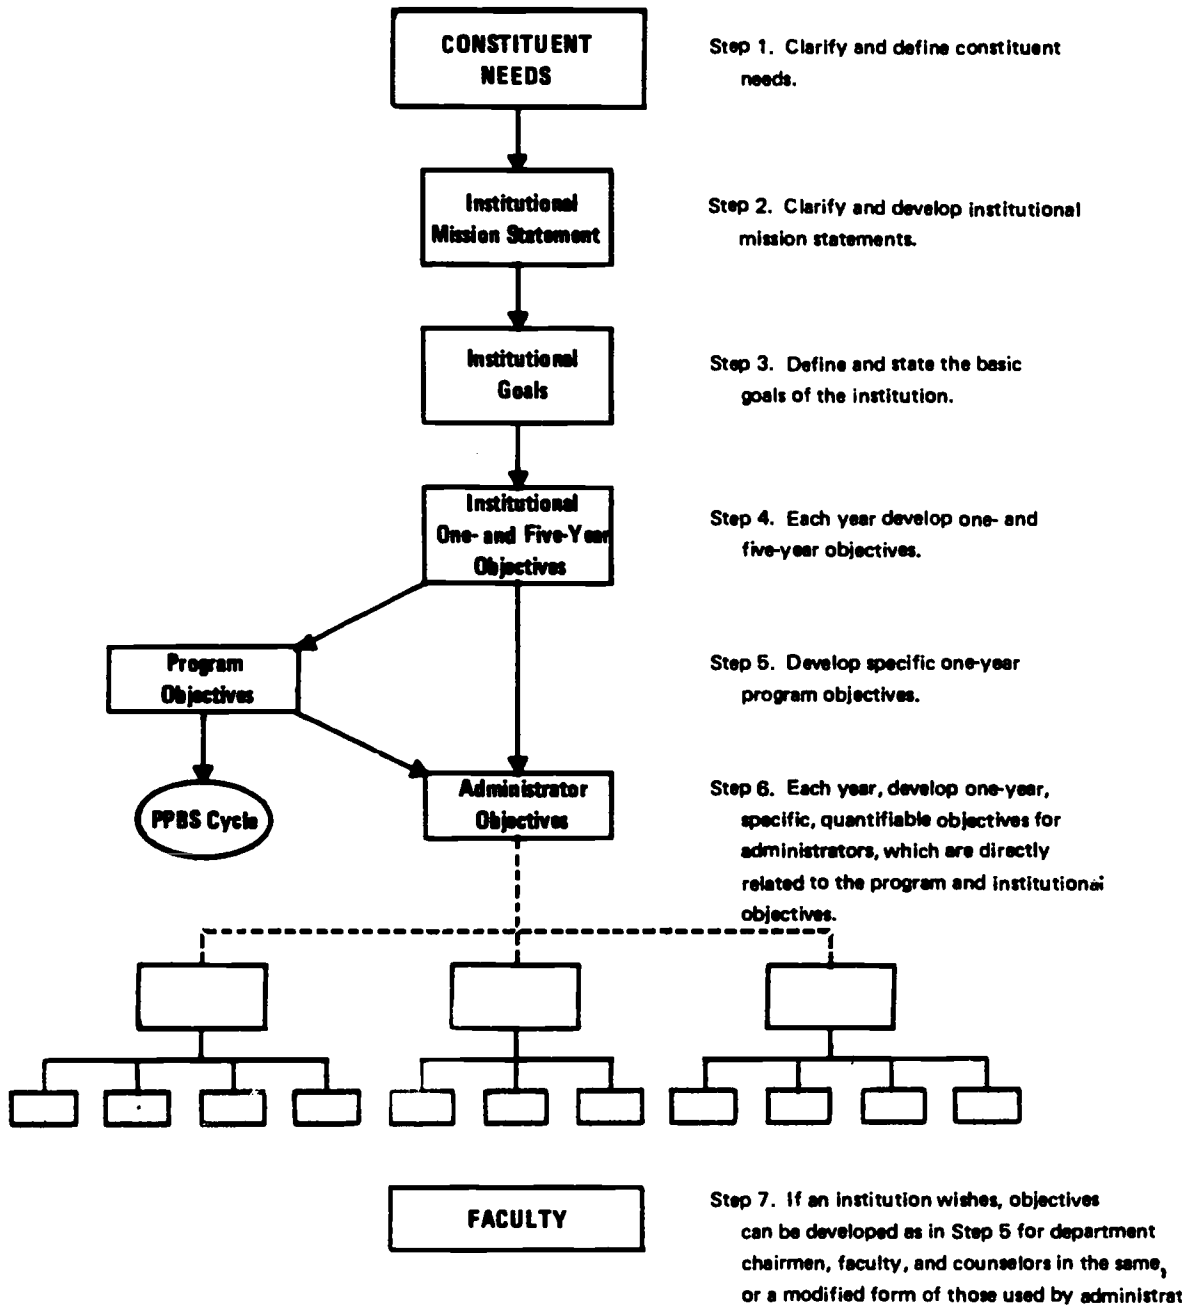 CONSTITUENT
NEEDS
Step 1. Clarify and define constituent
needs.
Institutional
Mission Statement
Step 2. Clarify and develop institutional
mission statements.
Institutional
Goals
Step 3. Define and state the basic
goals of the institution.
Institutional
One- and Five-Year
Objectives
Step 4. Each year develop one- and
five-year objectives.
Program
Objectives
Step 5. Develop specific one-year
program objectives.
PPBS Cycle
Administrator
Objectives
Step 6. Each year, develop one-year,
specific, quantifiable objectives for
administrators, which are directly
related to the program and institutional
objectives.
FACULTY
Step 7. If an institution wishes, objectives
can be developed as in Step 5 for department
chairmen, faculty, and counselors in the same,
or a modified form of those used by administrat